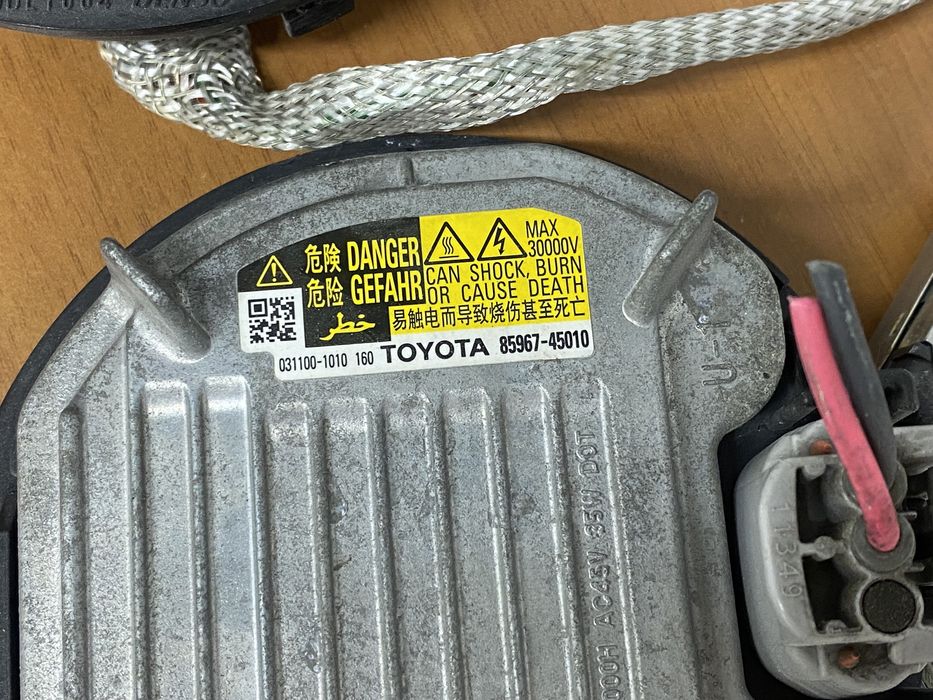 危険 DANGER
危险 GEFAHR
خطر
MAX
30000V
CAN SHOCK, BURN
OR CAUSE DEATH
易触电而导致烧伤甚至死亡
031100-1010 160 TOYOTA 85967-45010
AC45V 35W DOT
11349